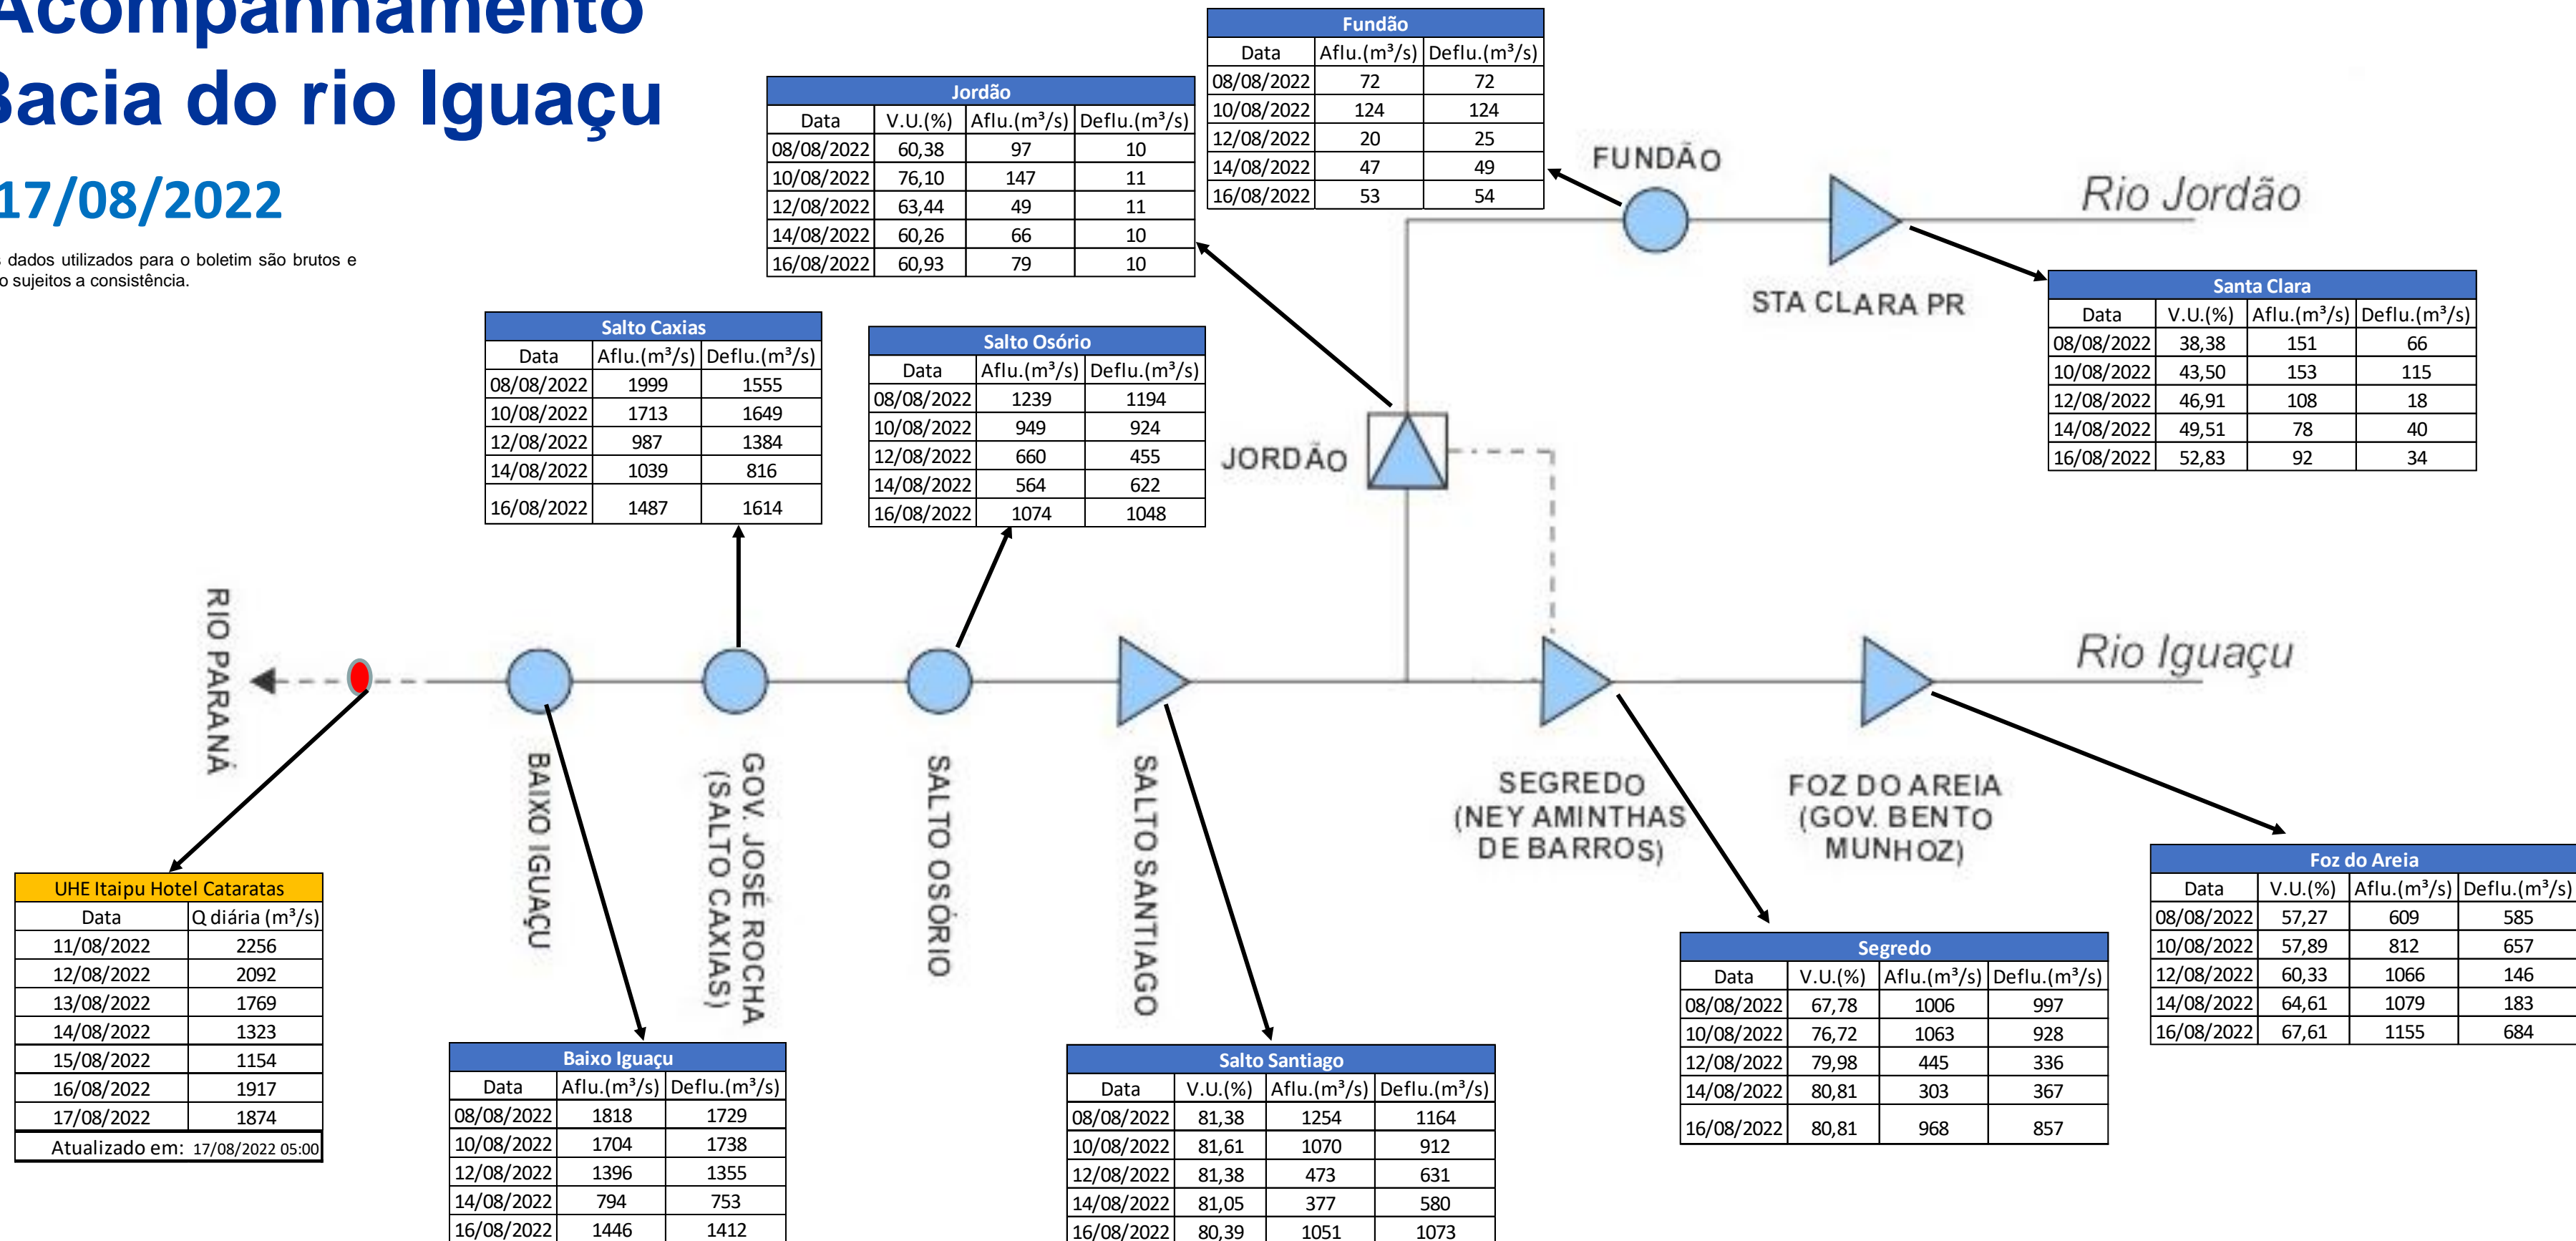 Acompanhamento
Bacia do rio Iguaçu
17/08/2022
s dados utilizados para o boletim são brutos e
o sujeitos a consistência.
Fundão
Data Aflu.(m³/s) Deflu.(m³/s)
08/08/2022 72 72
10/08/2022 124 124
12/08/2022 20 25
14/08/2022 47 49
16/08/2022 53 54
Jordão
Data V.U.(%) Aflu.(m³/s) Deflu.(m³/s)
08/08/2022 60,38 97 10
10/08/2022 76,10 147 11
12/08/2022 63,44 49 11
14/08/2022 60,26 66 10
16/08/2022 60,93 79 10
FUNDÃO
Rio Jordão
STA CLARA PR
Santa Clara
Data V.U.(%) Aflu.(m³/s) Deflu.(m³/s)
08/08/2022 38,38 151 66
10/08/2022 43,50 153 115
12/08/2022 46,91 108 18
14/08/2022 49,51 78 40
16/08/2022 52,83 92 34
Salto Caxias
Data Aflu.(m³/s) Deflu.(m³/s)
08/08/2022 1999 1555
10/08/2022 1713 1649
12/08/2022 987 1384
14/08/2022 1039 816
16/08/2022 1487 1614
Salto Osório
Data Aflu.(m³/s) Deflu.(m³/s)
08/08/2022 1239 1194
10/08/2022 949 924
12/08/2022 660 455
14/08/2022 564 622
16/08/2022 1074 1048
JORDÃO
RIO PARANÁ
Rio Iguaçu
BAIXO IGUAÇU
GOV. JOSÉ ROCHA
(SALTO CAXIAS)
SALTO OSÓRIO
SALTO SANTIAGO
SEGREDO
(NEY AMINTHAS
DE BARROS)
FOZ DO AREIA
(GOV. BENTO
MUNHOZ)
UHE Itaipu Hotel Cataratas
Data Q diária (m³/s)
11/08/2022 2256
12/08/2022 2092
13/08/2022 1769
14/08/2022 1323
15/08/2022 1154
16/08/2022 1917
17/08/2022 1874
Atualizado em: 17/08/2022 05:00
Baixo Iguaçu
Data Aflu.(m³/s) Deflu.(m³/s)
08/08/2022 1818 1729
10/08/2022 1704 1738
12/08/2022 1396 1355
14/08/2022 794 753
16/08/2022 1446 1412
Salto Santiago
Data V.U.(%) Aflu.(m³/s) Deflu.(m³/s)
08/08/2022 81,38 1254 1164
10/08/2022 81,61 1070 912
12/08/2022 81,38 473 631
14/08/2022 81,05 377 580
16/08/2022 80,39 1051 1073
Segredo
Data V.U.(%) Aflu.(m³/s) Deflu.(m³/s)
08/08/2022 67,78 1006 997
10/08/2022 76,72 1063 928
12/08/2022 79,98 445 336
14/08/2022 80,81 303 367
16/08/2022 80,81 968 857
Foz do Areia
Data V.U.(%) Aflu.(m³/s) Deflu.(m³/s)
08/08/2022 57,27 609 585
10/08/2022 57,89 812 657
12/08/2022 60,33 1066 146
14/08/2022 64,61 1079 183
16/08/2022 67,61 1155 684